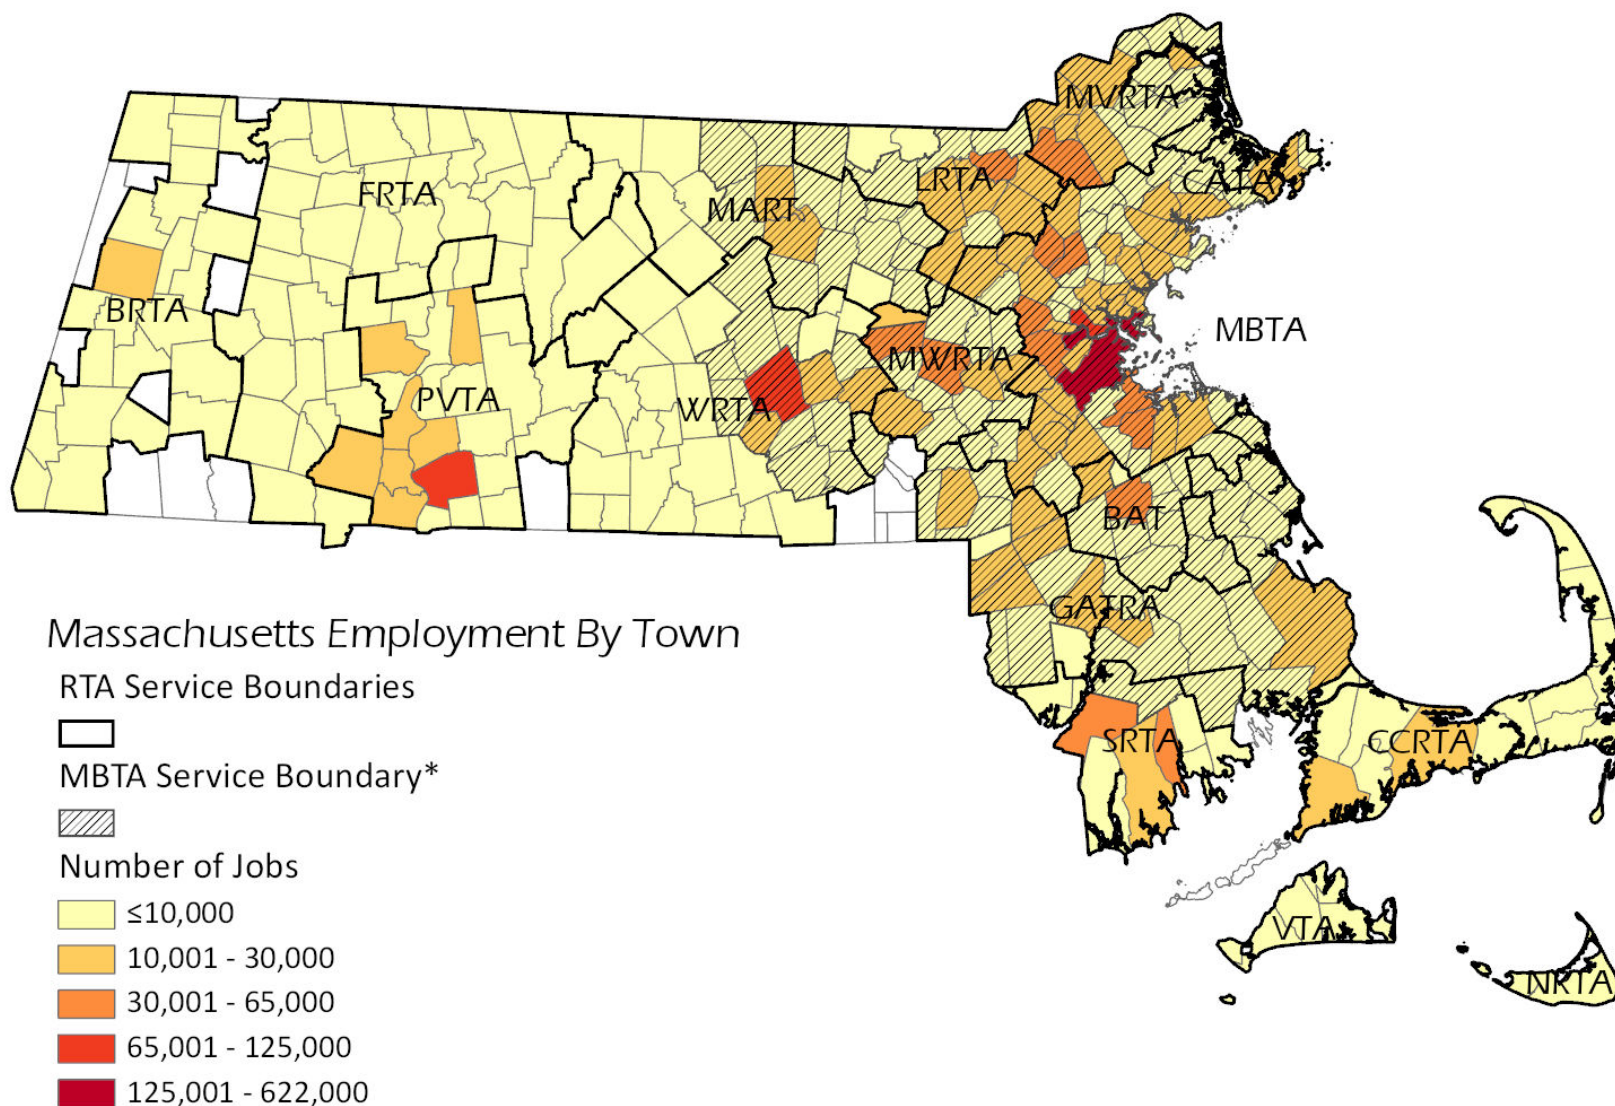 MVRTA
LRTA
CATA
FRTA
MART
BRTA
MBTA
MWRTA
PVTA
WRTA
BAT
GATRA
SRTA
CCRTA
VTA
NRTA
Massachusetts Employment By Town
RTA Service Boundaries
MBTA Service Boundary*
Number of Jobs
≤10,000
10,001 - 30,000
30,001 - 65,000
65,001 - 125,000
125,001 - 622,000